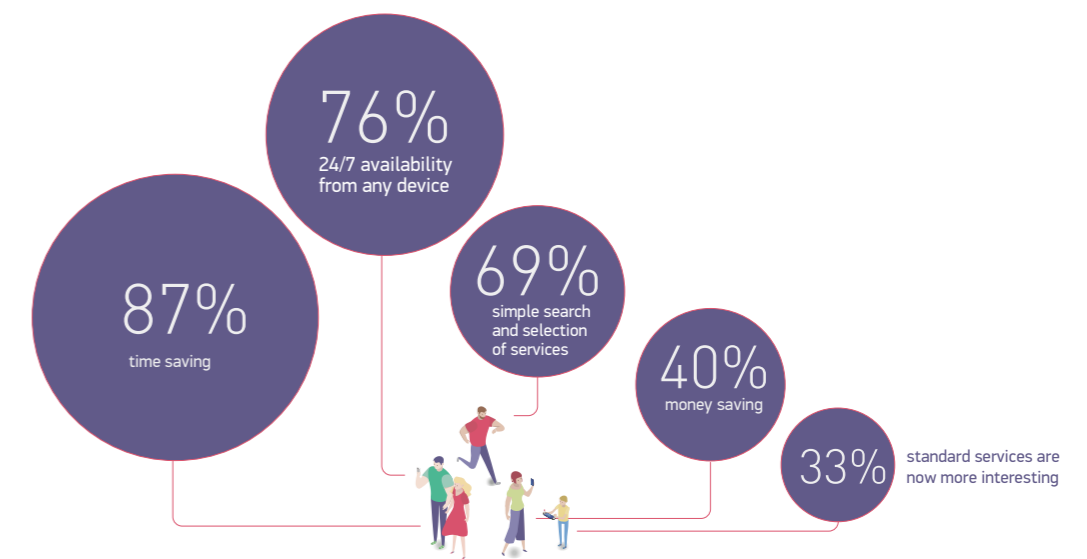 87%
time saving
76%
24/7 availability
from any device
69%
simple search
and selection
of services
40%
money saving
33%
standard services are
now more interesting